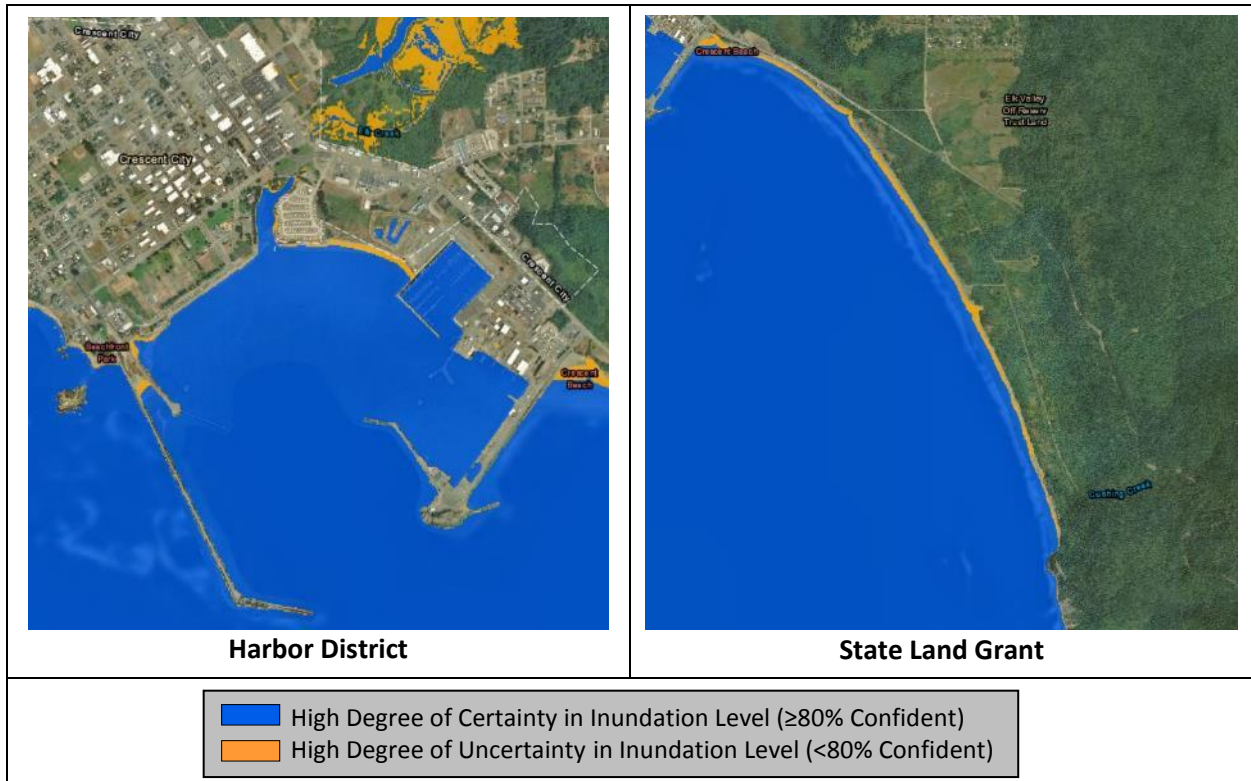 Crescent City
Elk Creek
Crescent City
Crescent City
Beachfront
Park
Crescent
Beach
Harbor District
Crescent Beach
Elk Valley
Off Reserv
Trust Land
Cushing Creek
State Land Grant
High Degree of Certainty in Inundation Level (≥80% Confident)
High Degree of Uncertainty in Inundation Level (<80% Confident)